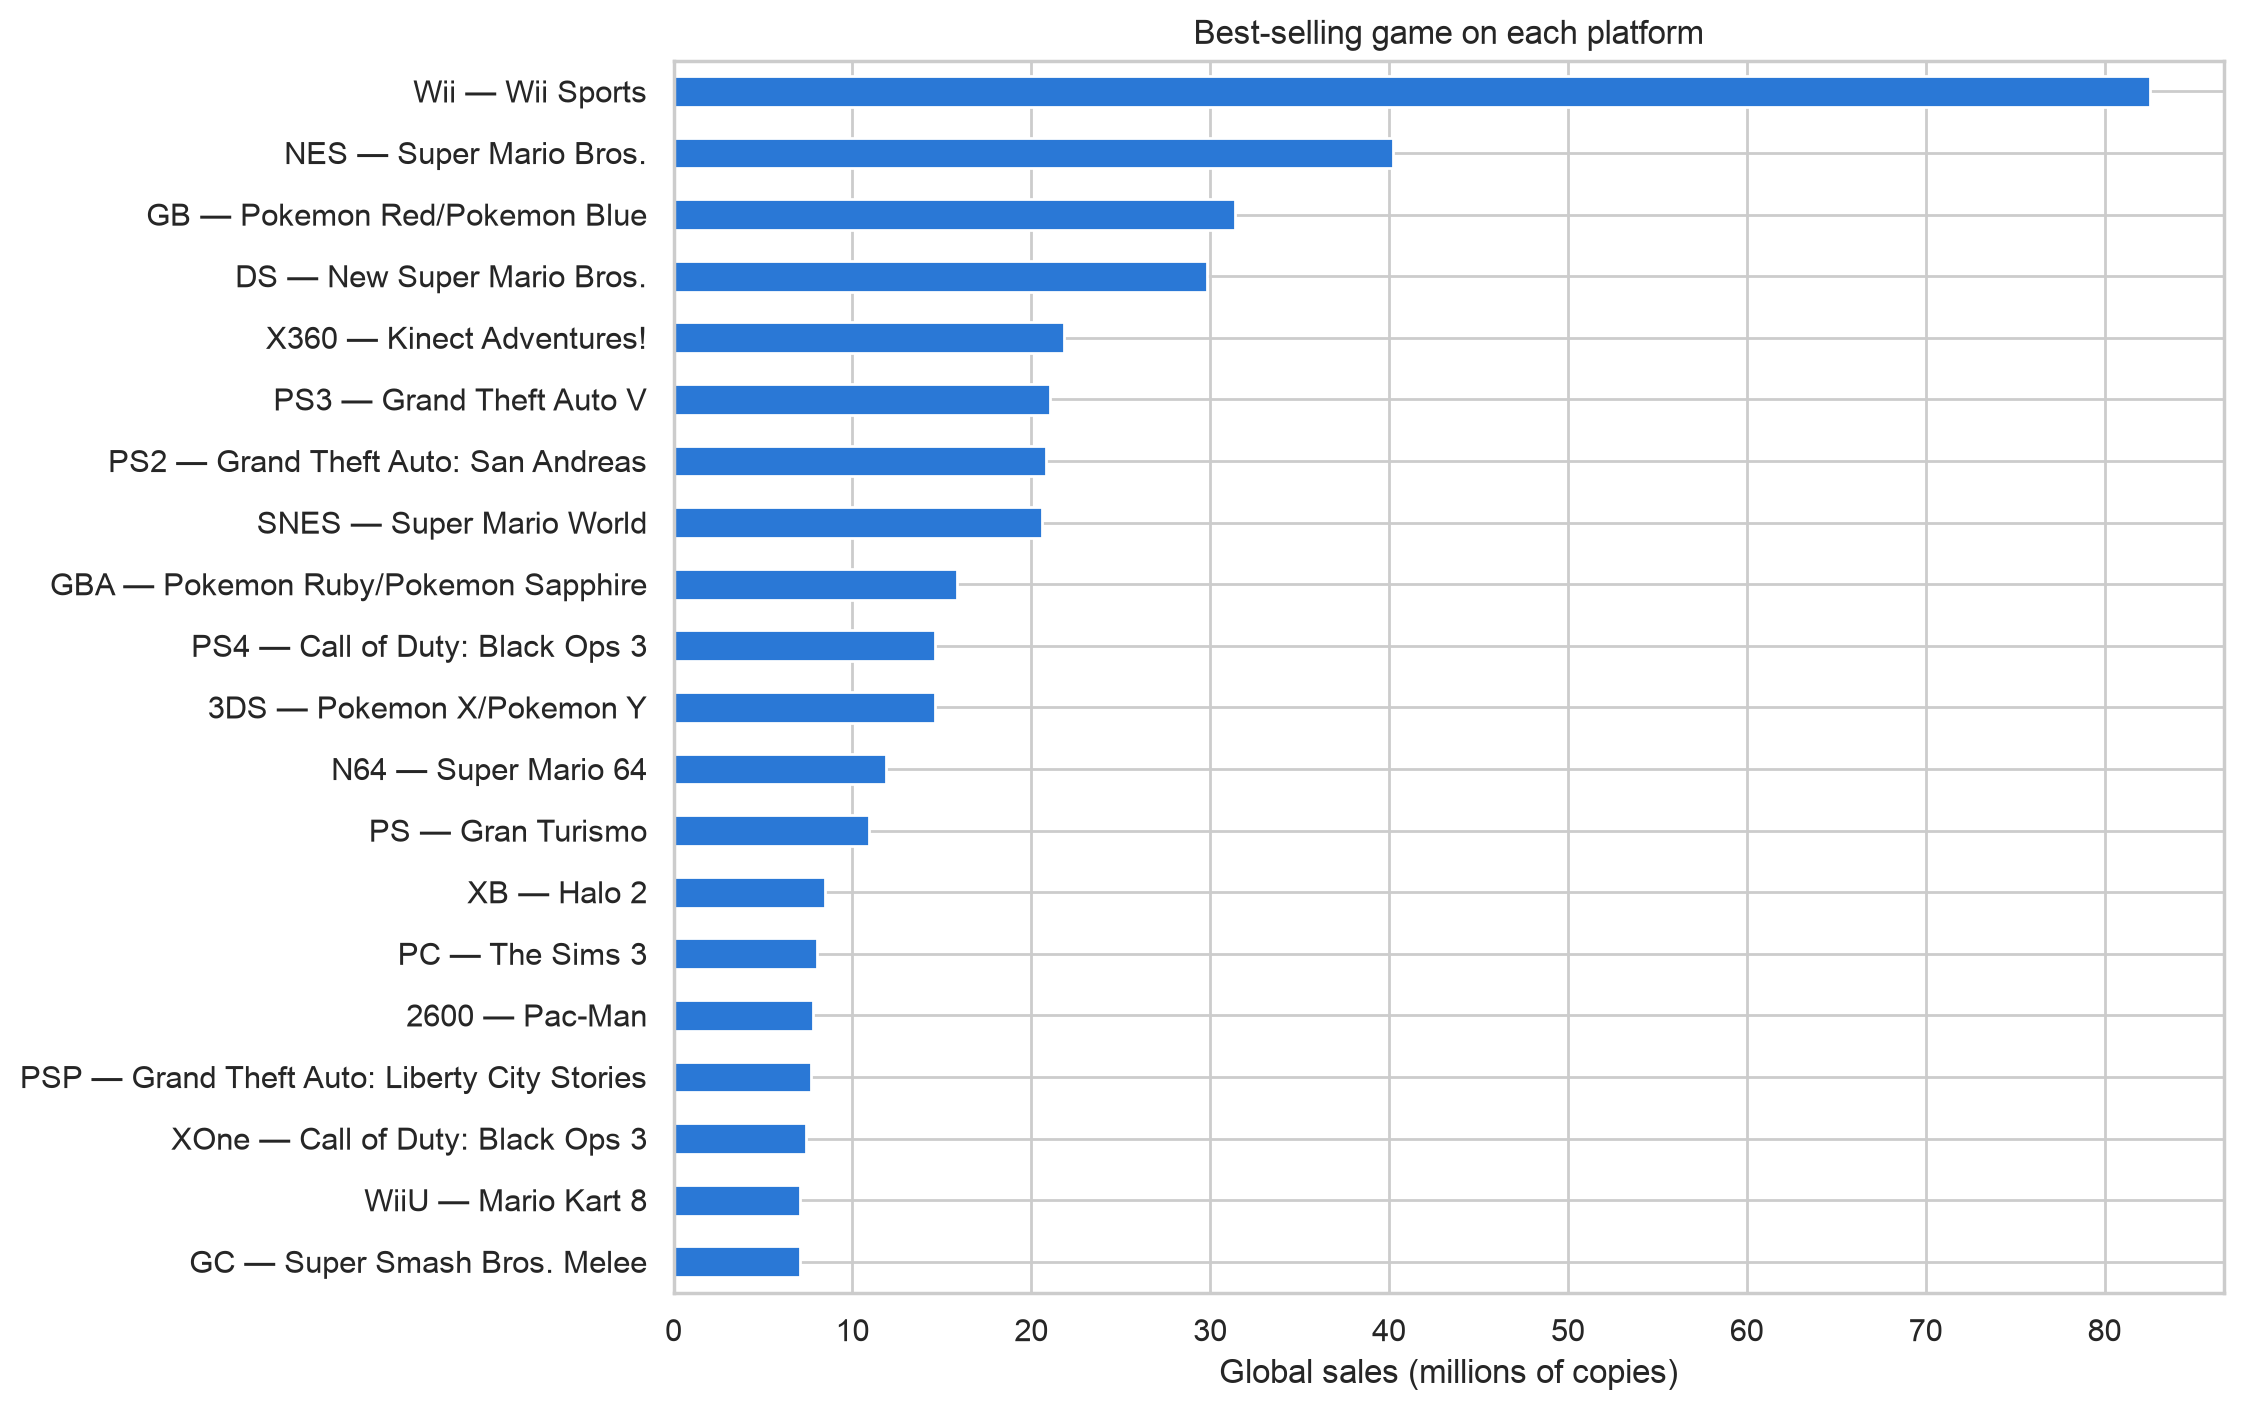 Best-selling game on each platform
Wii — Wii Sports
NES — Super Mario Bros.
GB — Pokemon Red/Pokemon Blue
DS — New Super Mario Bros.
X360 — Kinect Adventures!
PS3 — Grand Theft Auto V
PS2 — Grand Theft Auto: San Andreas
SNES — Super Mario World
GBA — Pokemon Ruby/Pokemon Sapphire
PS4 — Call of Duty: Black Ops 3
3DS — Pokemon X/Pokemon Y
N64 — Super Mario 64
PS — Gran Turismo
XB — Halo 2
PC — The Sims 3
2600 — Pac-Man
PSP — Grand Theft Auto: Liberty City Stories
XOne — Call of Duty: Black Ops 3
WiiU — Mario Kart 8
GC — Super Smash Bros. Melee
0 10 20 30 40 50 60 70 80
Global sales (millions of copies)